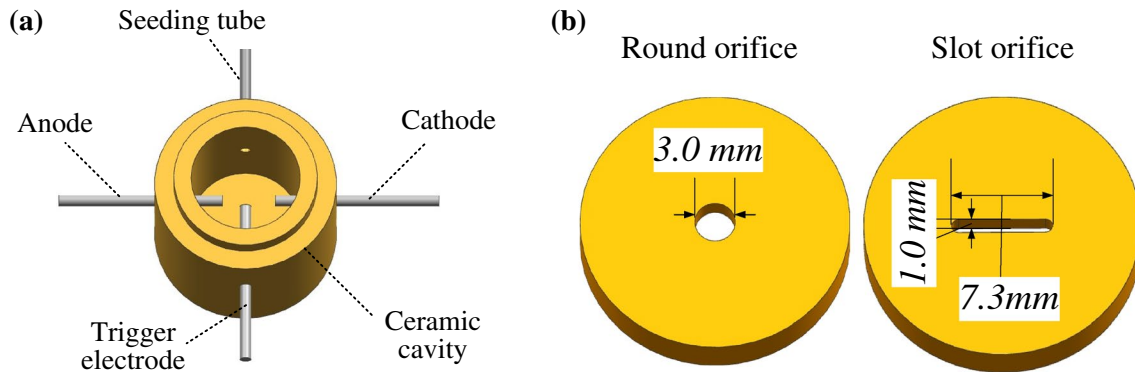 (a)
Seeding tube
Anode
Cathode
Trigger
electrode
Ceramic
cavity
(b)
Round orifice
Slot orifice
3.0 mm
1.0 mm
7.3mm